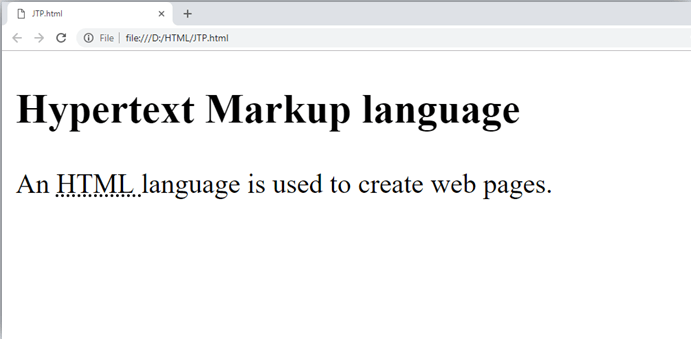 JTP.html
File | file:///D:/HTML/JTP.html
Hypertext Markup language
An HTML language is used to create web pages.